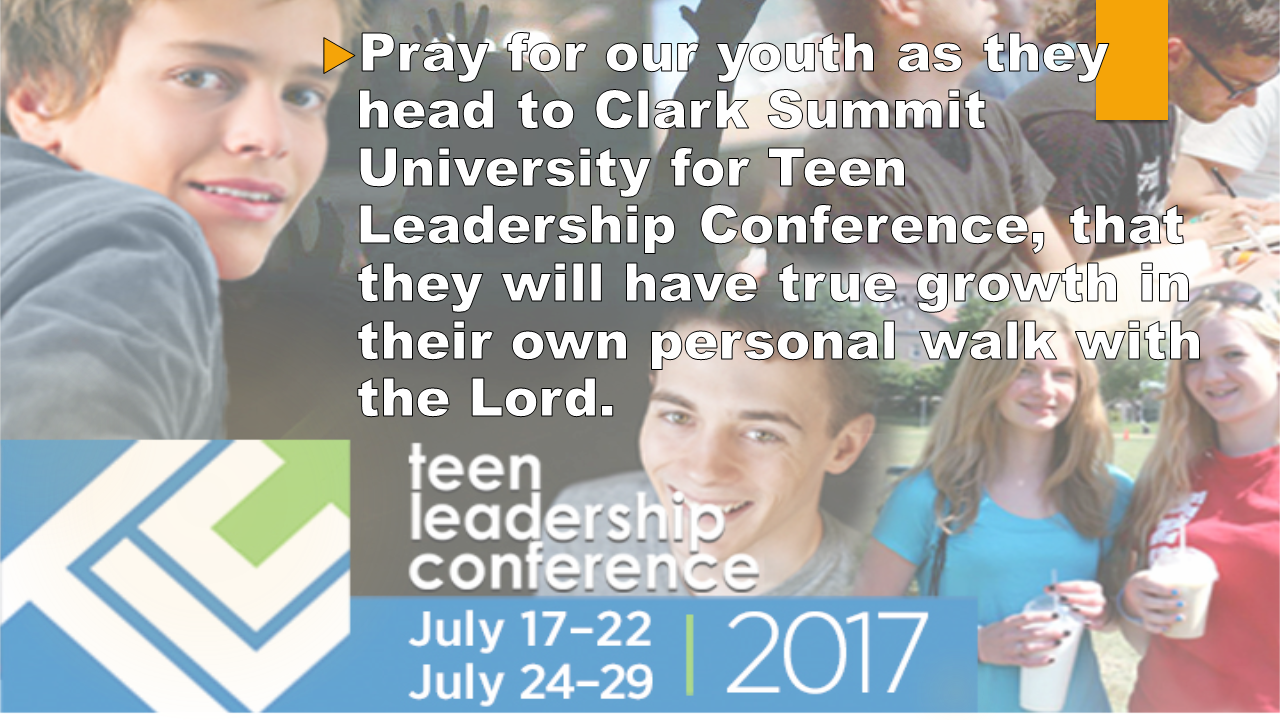 Pray for our youth as they
head to Clark Summit
University for Teen
Leadership Conference, that
they will have true growth in
their own personal walk with
the Lord.
teen
leadership
conference
July 17–22
July 24–29
2017